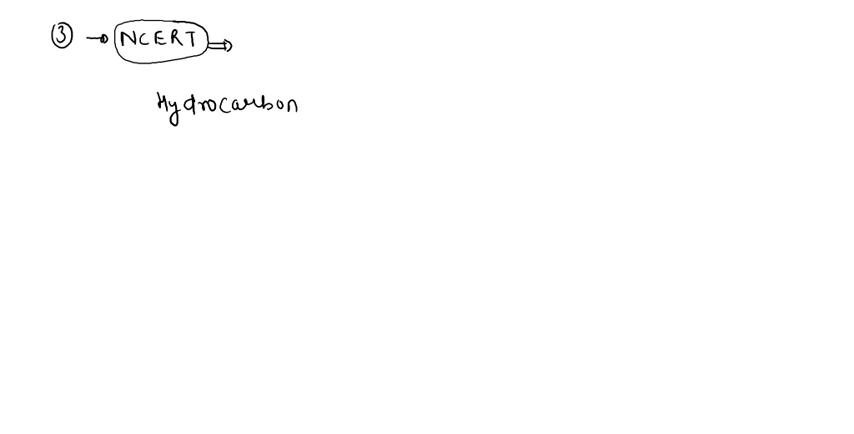 ③ → NCERT ⇒
Hydrocarbon